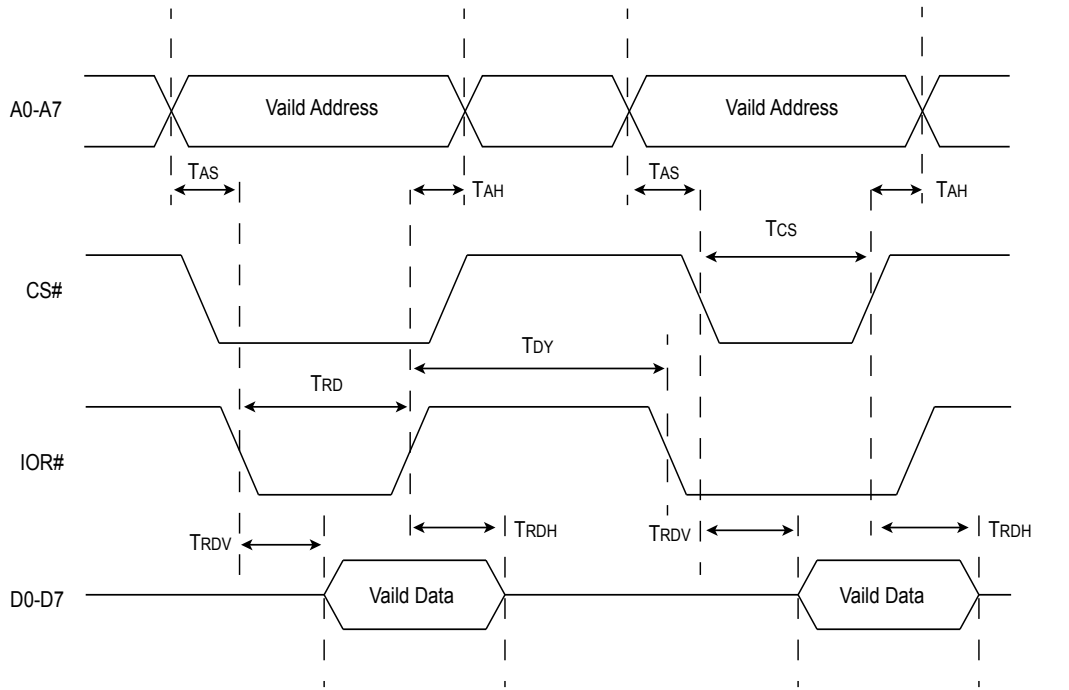 A0-A7
Vaild Address
Vaild Address
TAS
TAH
TAS
TAH
TCS
CS#
TDY
TRD
IOR#
TRDV
TRDH
TRDV
TRDH
D0-D7
Vaild Data
Vaild Data